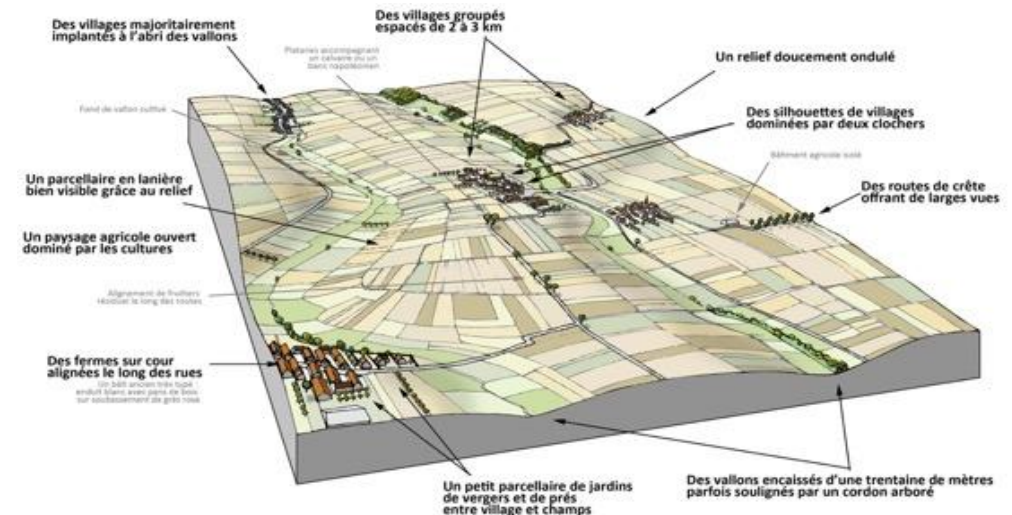 Des villages majoritairement
implantés à l'abri des vallons
Des villages groupés
espacés de 2 à 3 km
Platanes accompagnant
un calvaire ou un
banc napoléonien
Un relief doucement ondulé
Fond de vallon cultivé
Des silhouettes de villages
dominées par deux clochers
Bâtiment agricole isolé
Un parcellaire en lanière
bien visible grâce au relief
Des routes de crête
offrant de larges vues
Un paysage agricole ouvert
dominé par les cultures
Alignement de fruitiers
résiduel le long des routes
Des fermes sur cour
alignées le long des rues
Un bâti ancien très typé :
enduit blanc avec pans de bois
sur soubassement de grès rose
Un petit parcellaire de jardins
de vergers et de prés
entre village et champs
Des vallons encaissés d'une trentaine de mètres
parfois soulignés par un cordon arboré